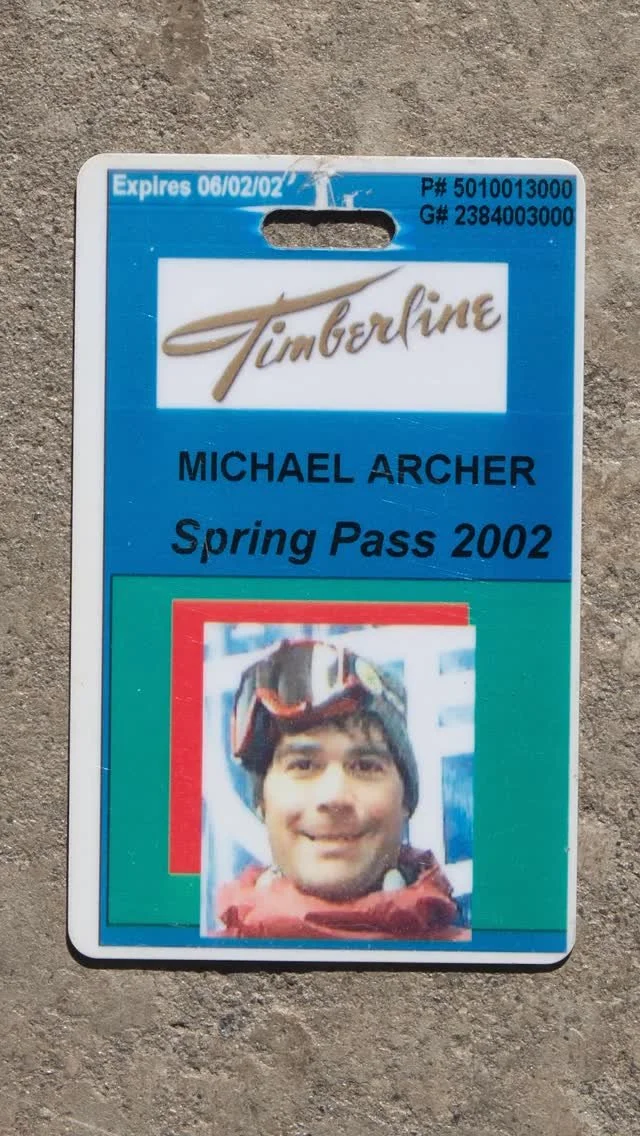 Expires 06/02/02
P# 5010013000
G# 2384003000
Timberline
MICHAEL ARCHER
Spring Pass 2002